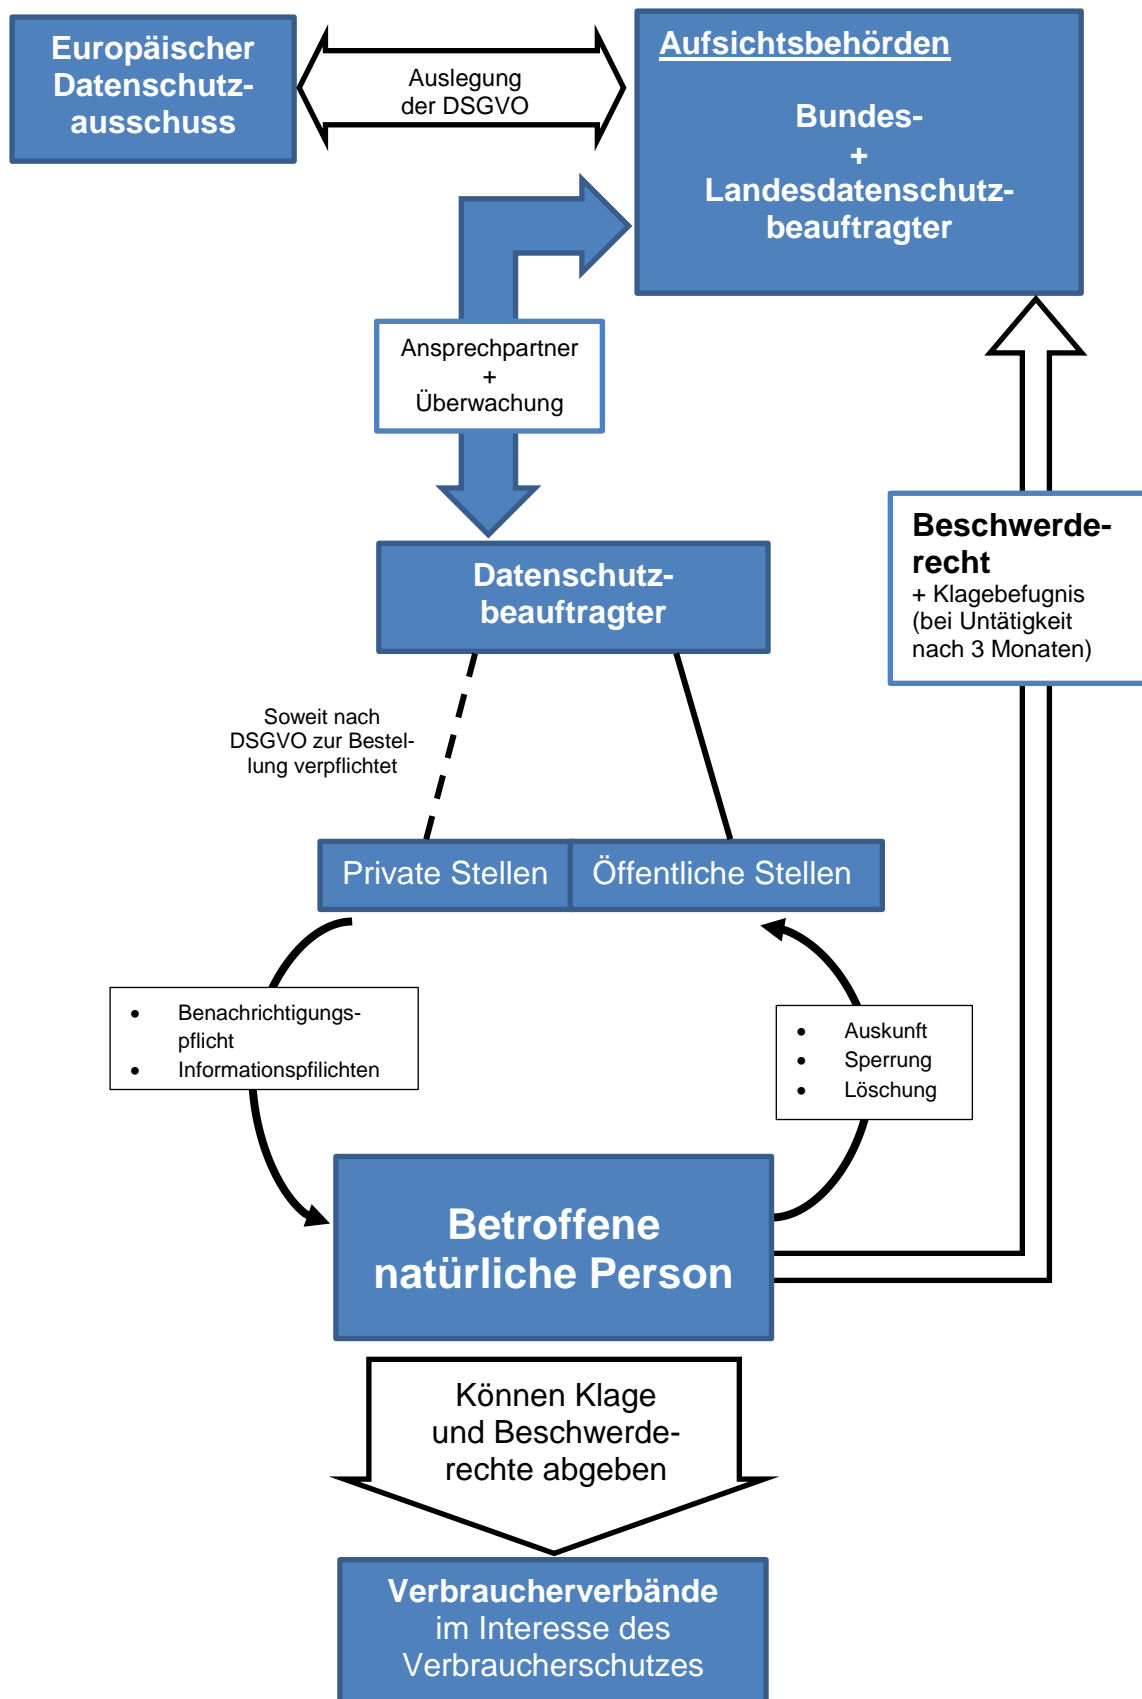 Europäischer
Datenschutz-
ausschuss
Auslegung
der DSGVO
Aufsichtsbehörden
Bundes-
+
Landesdatenschutz-
beauftragter
Ansprechpartner
+
Überwachung
Beschwerde-
recht
+ Klagebefugnis
(bei Untätigkeit
nach 3 Monaten)
Datenschutz-
beauftragter
Soweit nach
DSGVO zur Bestel-
lung verpflichtet
Private Stellen
Öffentliche Stellen
• Benachrichtigungs-
pflicht
• Informationspfilichten
• Auskunft
• Sperrung
• Löschung
Betroffene
natürliche Person
Können Klage
und Beschwerde-
rechte abgeben
Verbraucherverbände
im Interesse des
Verbraucherschutzes